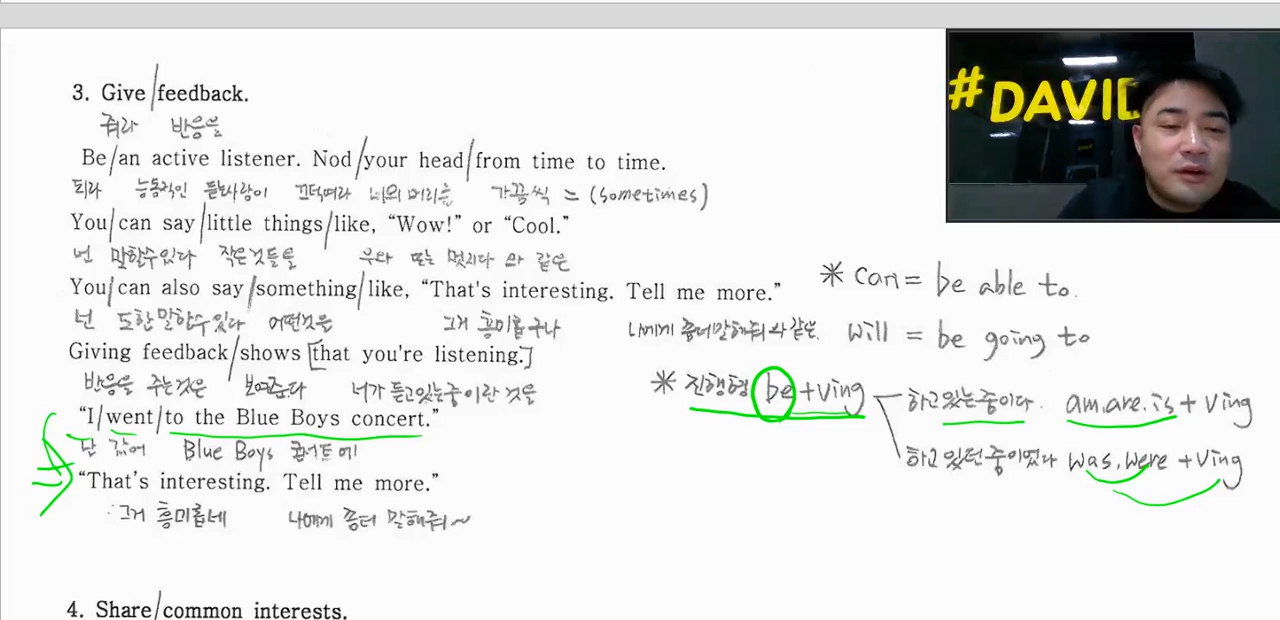 #DAVID
3. Give/feedback.
줘라 반응을
Be/an active listener. Nod/your head/from time to time.
되라 능동적인 듣는사람이 끄덕여라 너의 머리를 가끔씩 = (sometimes)
You/can say/little things/like, “Wow!” or “Cool.”
넌 말할수있다 작은것들을 우와 또는 멋지다 와 같은
You/can also say/something/like, “That's interesting. Tell me more.”
넌 또한말할수있다 어떤것을 그거 흥미롭구나 나에게 좀더말해줘 와같은.
Giving feedback/shows [that you're listening.]
반응을 주는것은 보여준다 너가 듣고있는중이란 것을
“I/went/to the Blue Boys concert.”
난 갔어 Blue Boys 콘서트에
“That's interesting. Tell me more.”
그거 흥미롭네 나에게 좀더 말해줘~
* can = be able to.
will = be going to
* 진행형 be+Ving
하고있는중이다. am.are.is + Ving
하고있던중이었다 was.were +Ving
4. Share/common interests.